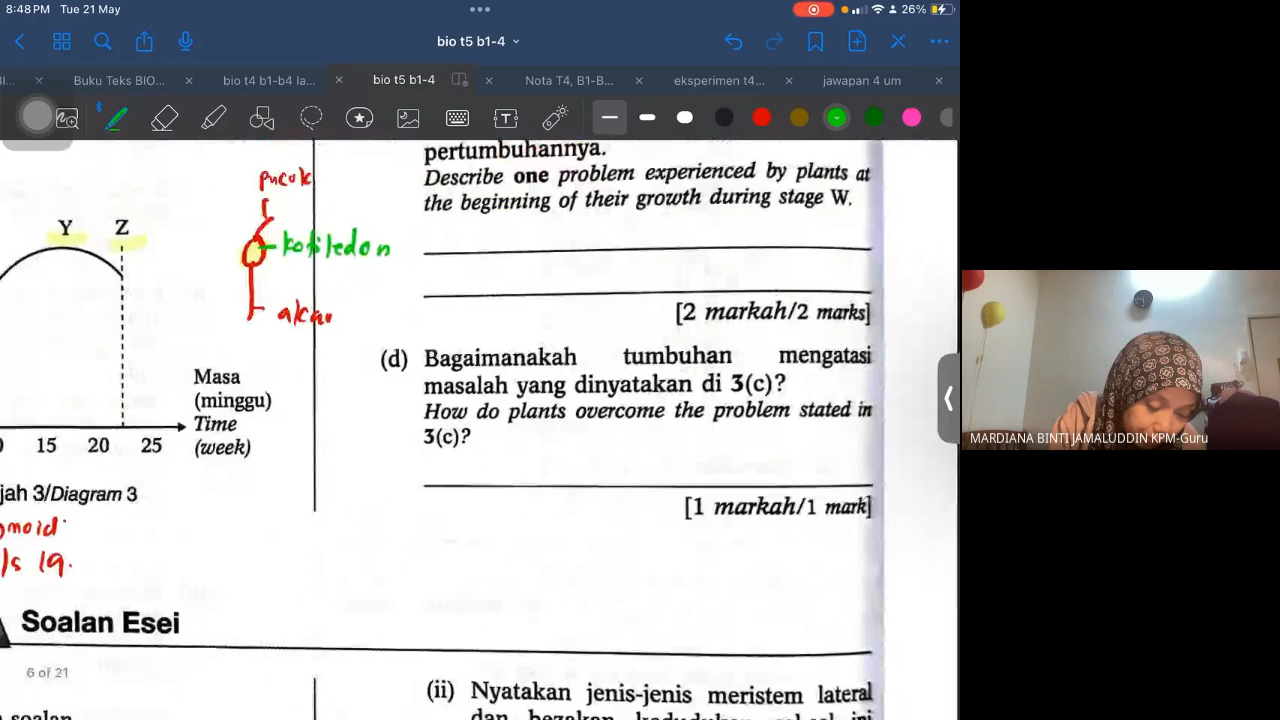 8:48 PM Tue 21 May
26%
bio t5 b1-4
Buku Teks BIO...
bio t4 b1-b4 la...
bio t5 b1-4
Nota T4, B1-B...
eksperimen t4...
jawapan 4 um
pucuk
Y Z
kotiledon
akar
Masa
(minggu)
Time
(week)
15 20 25
jah 3/Diagram 3
gmoid
/s 19.
pertumbuhannya.
Describe one problem experienced by plants at
the beginning of their growth during stage W.
[2 markah/2 marks]
(d) Bagaimanakah tumbuhan mengatasi
masalah yang dinyatakan di 3(c)?
How do plants overcome the problem stated in
3(c)?
[1 markah/1 mark]
Soalan Esei
6 of 21
soalan
(ii) Nyatakan jenis-jenis meristem lateral
MARDIANA BINTI JAMALUDDIN KPM-Guru